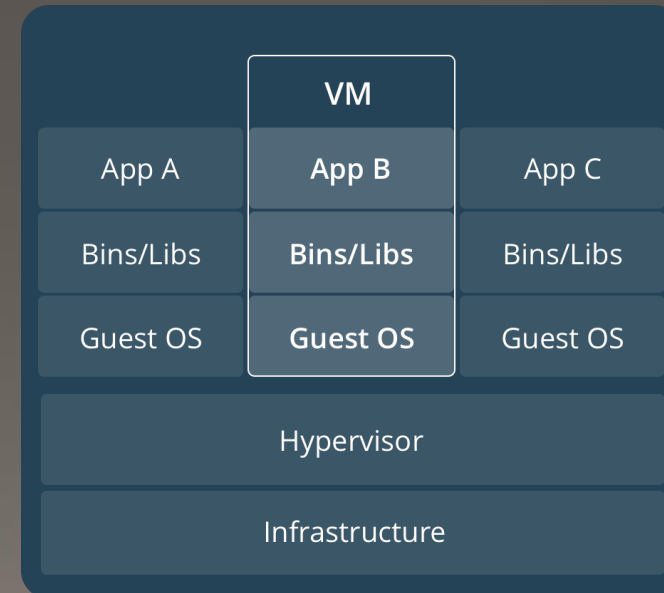 VM
App A App B App C
Bins/Libs Bins/Libs Bins/Libs
Guest OS Guest OS Guest OS
Hypervisor
Infrastructure